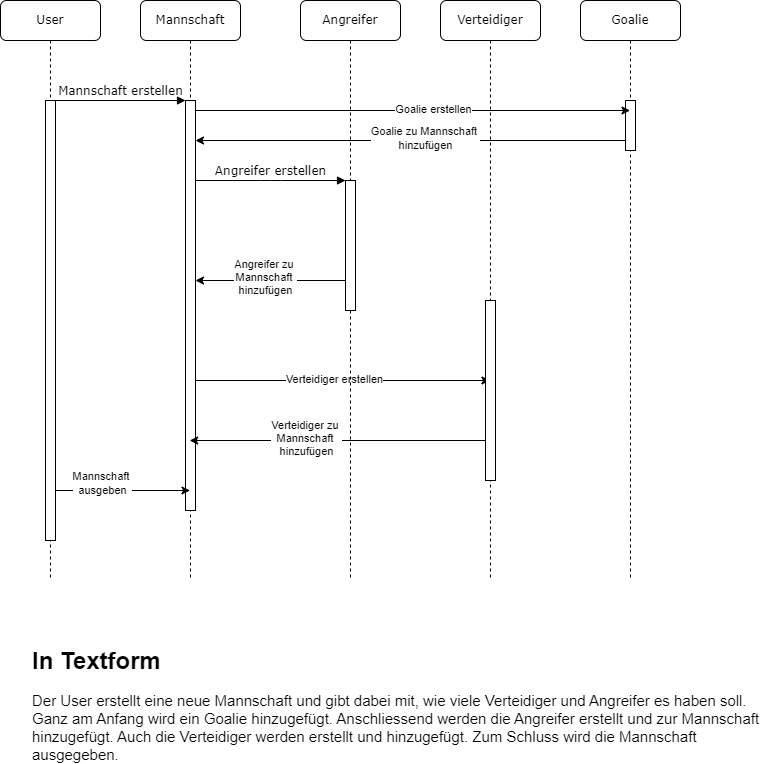 User
Mannschaft
Angreifer
Verteidiger
Goalie
Mannschaft erstellen
Goalie erstellen
Goalie zu Mannschaft
hinzufügen
Angreifer erstellen
Angreifer zu
Mannschaft
hinzufügen
Verteidiger erstellen
Verteidiger zu
Mannschaft
hinzufügen
Mannschaft
ausgeben
In Textform
Der User erstellt eine neue Mannschaft und gibt dabei mit, wie viele Verteidiger und Angreifer es haben soll.
Ganz am Anfang wird ein Goalie hinzugefügt. Anschliessend werden die Angreifer erstellt und zur Mannschaft
hinzugefügt. Auch die Verteidiger werden erstellt und hinzugefügt. Zum Schluss wird die Mannschaft
ausgegeben.